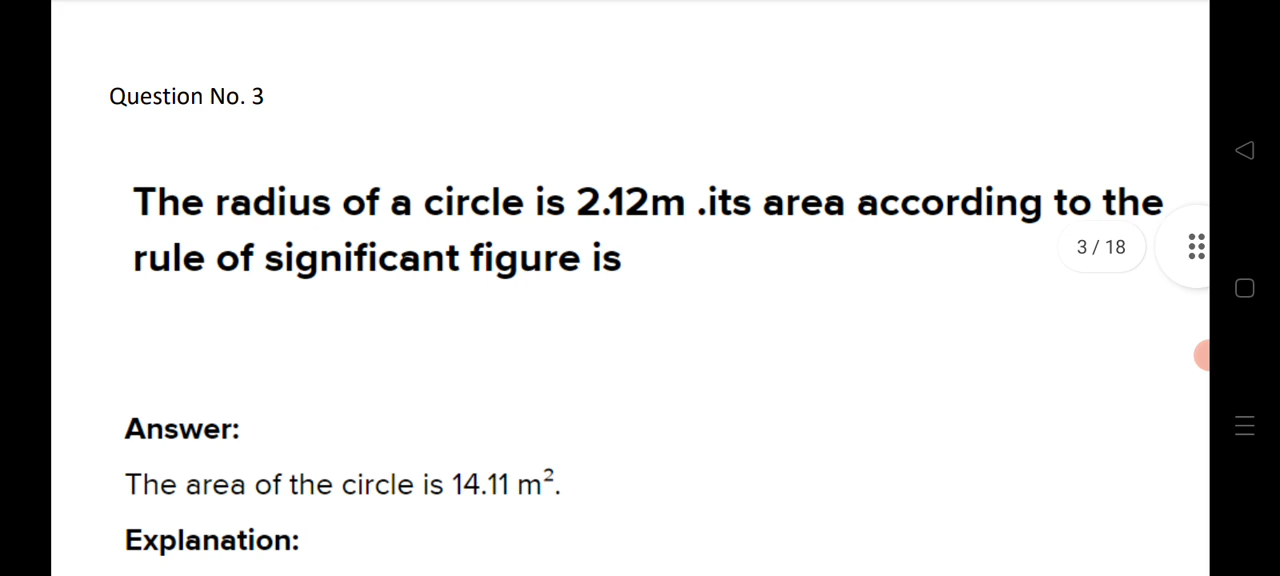 Question No. 3
The radius of a circle is 2.12m .its area according to the
rule of significant figure is
3 / 18
Answer:
The area of the circle is 14.11 m².
Explanation: